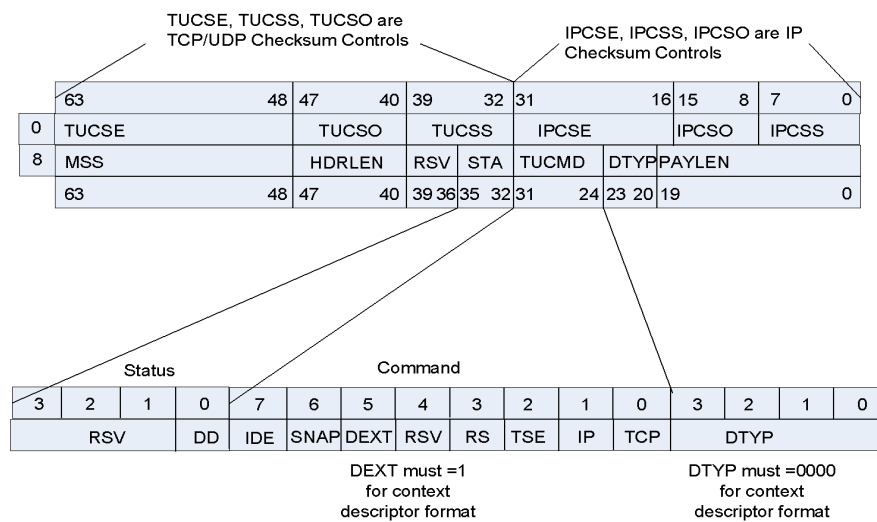 TUCSE, TUCSS, TUCSO are
TCP/UDP Checksum Controls
IPCSE, IPCSS, IPCSO are IP
Checksum Controls
63 48 47 40 39 32 31 16 15 8 7 0
0 TUCSE TUCSO TUCSS IPCSE IPCSO IPCSS
8 MSS HDRLEN RSV STA TUCMD DTYP PAYLEN
63 48 47 40 39 36 35 32 31 24 23 20 19 0
Status Command
3 2 1 0 7 6 5 4 3 2 1 0 3 2 1 0
RSV DD IDE SNAP DEXT RSV RS TSE IP TCP DTYP
DEXT must =1
for context
descriptor format
DTYP must =0000
for context
descriptor format